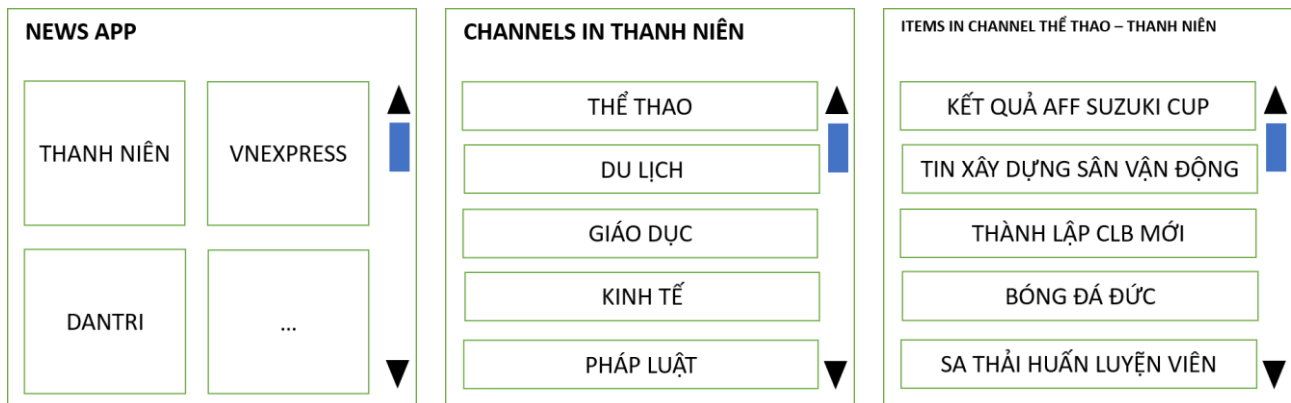 NEWS APP
THANH NIÊN
VNEXPRESS
DANTRI
...
CHANNELS IN THANH NIÊN
THỂ THAO
DU LỊCH
GIÁO DỤC
KINH TẾ
PHÁP LUẬT
ITEMS IN CHANNEL THỂ THAO – THANH NIÊN
KẾT QUẢ AFF SUZUKI CUP
TIN XÂY DỰNG SÂN VẬN ĐỘNG
THÀNH LẬP CLB MỚI
BÓNG ĐÁ ĐỨC
SA THẢI HUẤN LUYỆN VIÊN